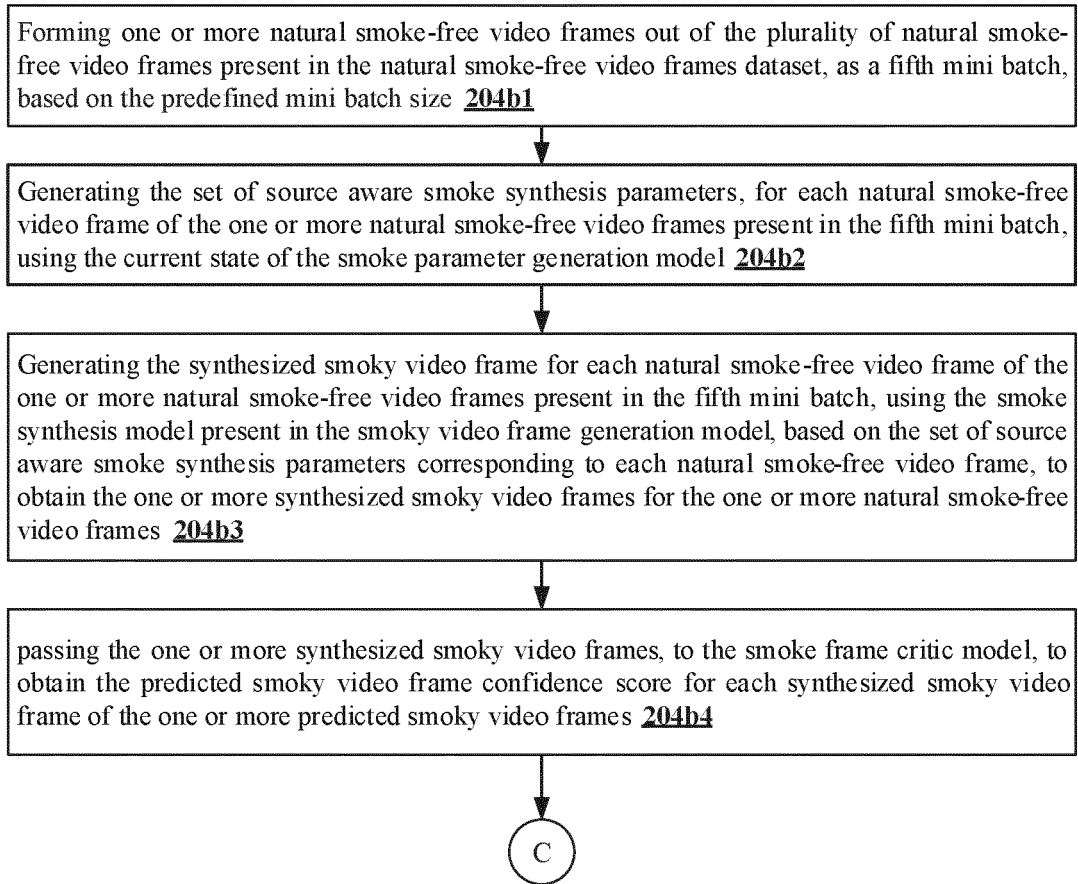 Forming one or more natural smoke-free video frames out of the plurality of natural smoke-
free video frames present in the natural smoke-free video frames dataset, as a fifth mini batch,
based on the predefined mini batch size 204b1
Generating the set of source aware smoke synthesis parameters, for each natural smoke-free
video frame of the one or more natural smoke-free video frames present in the fifth mini batch,
using the current state of the smoke parameter generation model 204b2
Generating the synthesized smoky video frame for each natural smoke-free video frame of the
one or more natural smoke-free video frames present in the fifth mini batch, using the smoke
synthesis model present in the smoky video frame generation model, based on the set of source
aware smoke synthesis parameters corresponding to each natural smoke-free video frame, to
obtain the one or more synthesized smoky video frames for the one or more natural smoke-free
video frames 204b3
passing the one or more synthesized smoky video frames, to the smoke frame critic model, to
obtain the predicted smoky video frame confidence score for each synthesized smoky video
frame of the one or more predicted smoky video frames 204b4
C